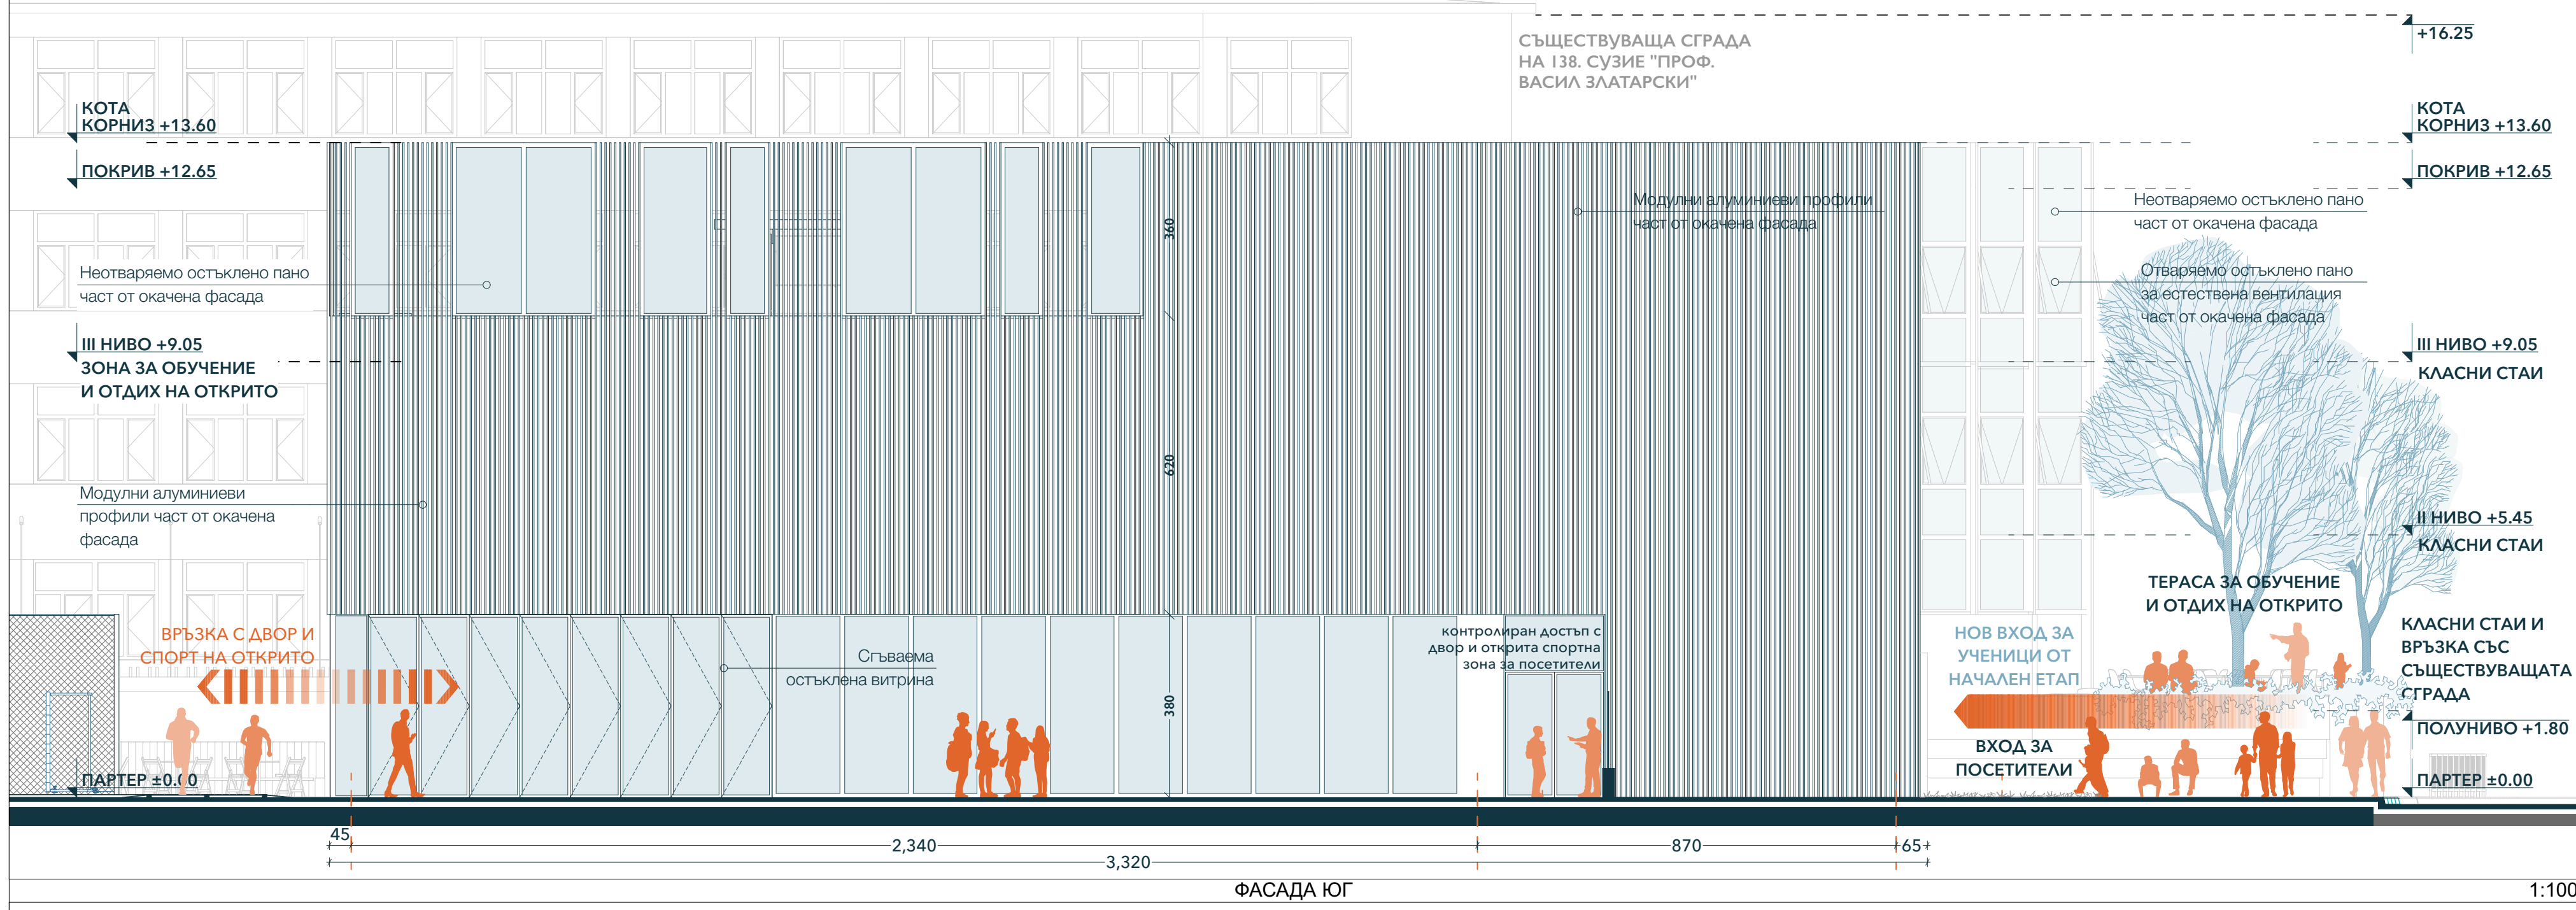 +16.25
СЪЩЕСТВУВАЩА СГРАДА
НА 138. СУЗИЕ "ПРОФ.
ВАСИЛ ЗЛАТАРСКИ"
КОТА
КОРНИЗ +13.60
КОТА
КОРНИЗ +13.60
ПОКРИВ +12.65
ПОКРИВ +12.65
Модулни алуминиеви профили
част от окачена фасада
Неотваряемо остъклено пано
част от окачена фасада
360
Неотваряемо остъклено пано
част от окачена фасада
Отваряемо остъклено пано
за естествена вентилация
част от окачена фасада
III НИВО +9.05
ЗОНА ЗА ОБУЧЕНИЕ
И ОТДИХ НА ОТКРИТО
III НИВО +9.05
КЛАСНИ СТАИ
620
Модулни алуминиеви
профили част от окачена
фасада
II НИВО +5.45
КЛАСНИ СТАИ
ТЕРАСА ЗА ОБУЧЕНИЕ
И ОТДИХ НА ОТКРИТО
ВРЪЗКА С ДВОР И
СПОРТ НА ОТКРИТО
Сгъваема
остъклена витрина
контролиран достъп с
двор и открита спортна
зона за посетители
НОВ ВХОД ЗА
УЧЕНИЦИ ОТ
НАЧАЛЕН ЕТАП
КЛАСНИ СТАИ И
ВРЪЗКА СЪС
СЪЩЕСТВУВАЩАТА
СГРАДА
380
ПОЛУНИВО +1.80
ВХОД ЗА
ПОСЕТИТЕЛИ
ПАРТЕР ±0.00
ПАРТЕР ±0.00
45
2,340
870
65
3,320
ФАСАДА ЮГ
1:100